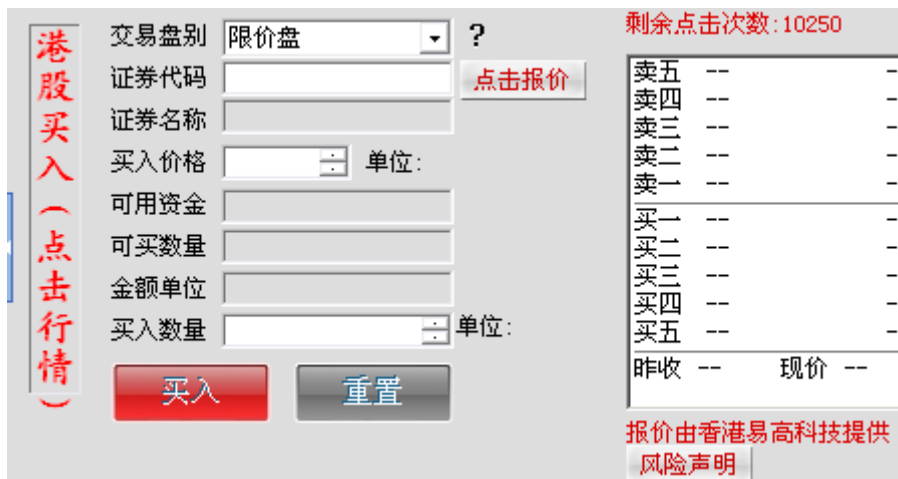 港股买入（点击行情）
交易盘别 限价盘 ?
证券代码 点击报价
证券名称
买入价格 单位:
可用资金
可买数量
金额单位
买入数量 单位:
买入 重置
剩余点击次数:10250
卖五 -- -
卖四 -- -
卖三 -- -
卖二 -- -
卖一 -- -
买一 -- -
买二 -- -
买三 -- -
买四 -- -
买五 -- -
昨收 -- 现价 --
报价由香港易高科技提供
风险声明